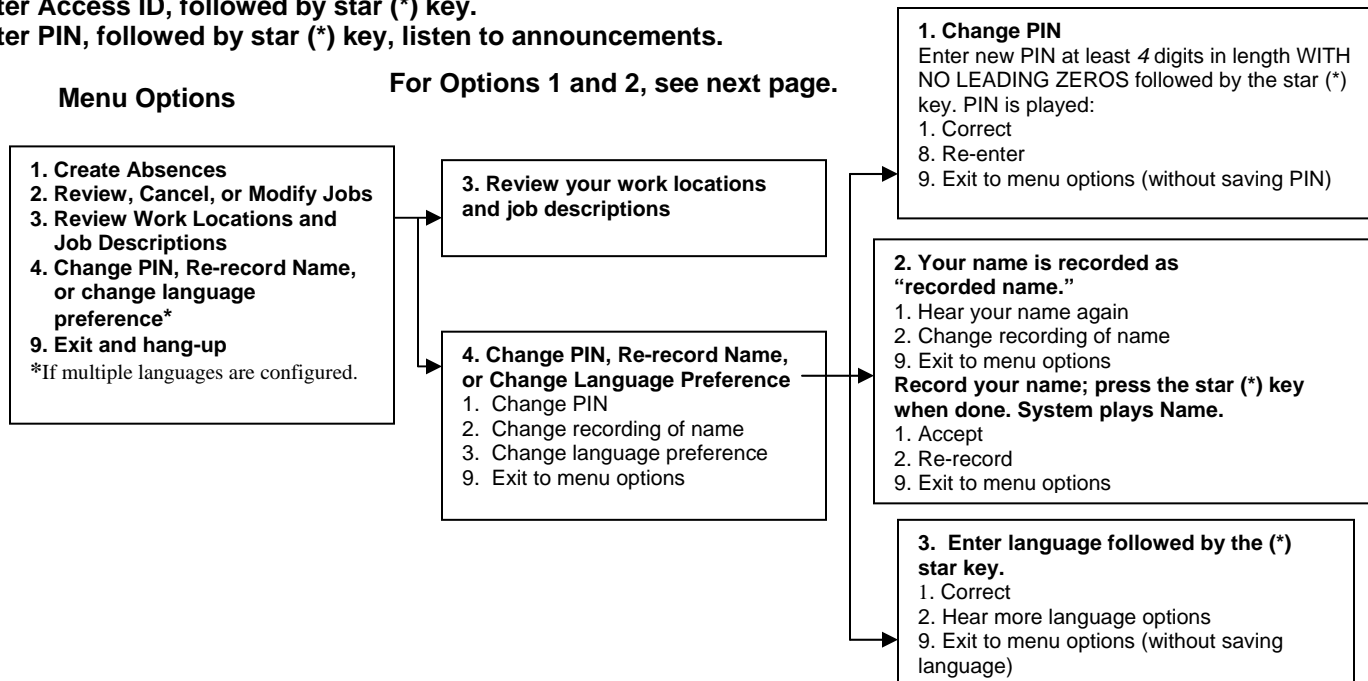 ter Access ID, followed by star (*) key.
ter PIN, followed by star (*) key, listen to announcements.
Menu Options
For Options 1 and 2, see next page.
1. Create Absences
2. Review, Cancel, or Modify Jobs
3. Review Work Locations and
Job Descriptions
4. Change PIN, Re-record Name,
or change language
preference*
9. Exit and hang-up
*If multiple languages are configured.
3. Review your work locations
and job descriptions
4. Change PIN, Re-record Name,
or Change Language Preference
1. Change PIN
2. Change recording of name
3. Change language preference
9. Exit to menu options
1. Change PIN
Enter new PIN at least 4 digits in length WITH
NO LEADING ZEROS followed by the star (*)
key. PIN is played:
1. Correct
8. Re-enter
9. Exit to menu options (without saving PIN)
2. Your name is recorded as
“recorded name.”
1. Hear your name again
2. Change recording of name
9. Exit to menu options
Record your name; press the star (*) key
when done. System plays Name.
1. Accept
2. Re-record
9. Exit to menu options
3. Enter language followed by the (*)
star key.
1. Correct
2. Hear more language options
9. Exit to menu options (without saving
language)